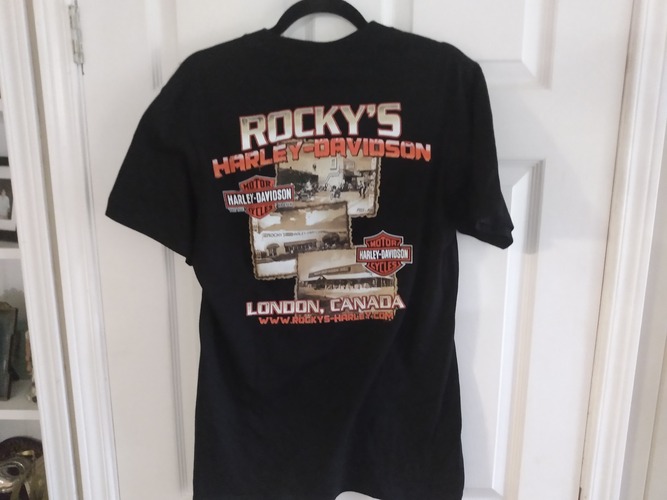 ROCKY'S
HARLEY-DAVIDSON
MOTOR
HARLEY-DAVIDSON
CYCLES
MOTOR
HARLEY-DAVIDSON
CYCLES
LONDON, CANADA
WWW.ROCKYS-HARLEY.COM